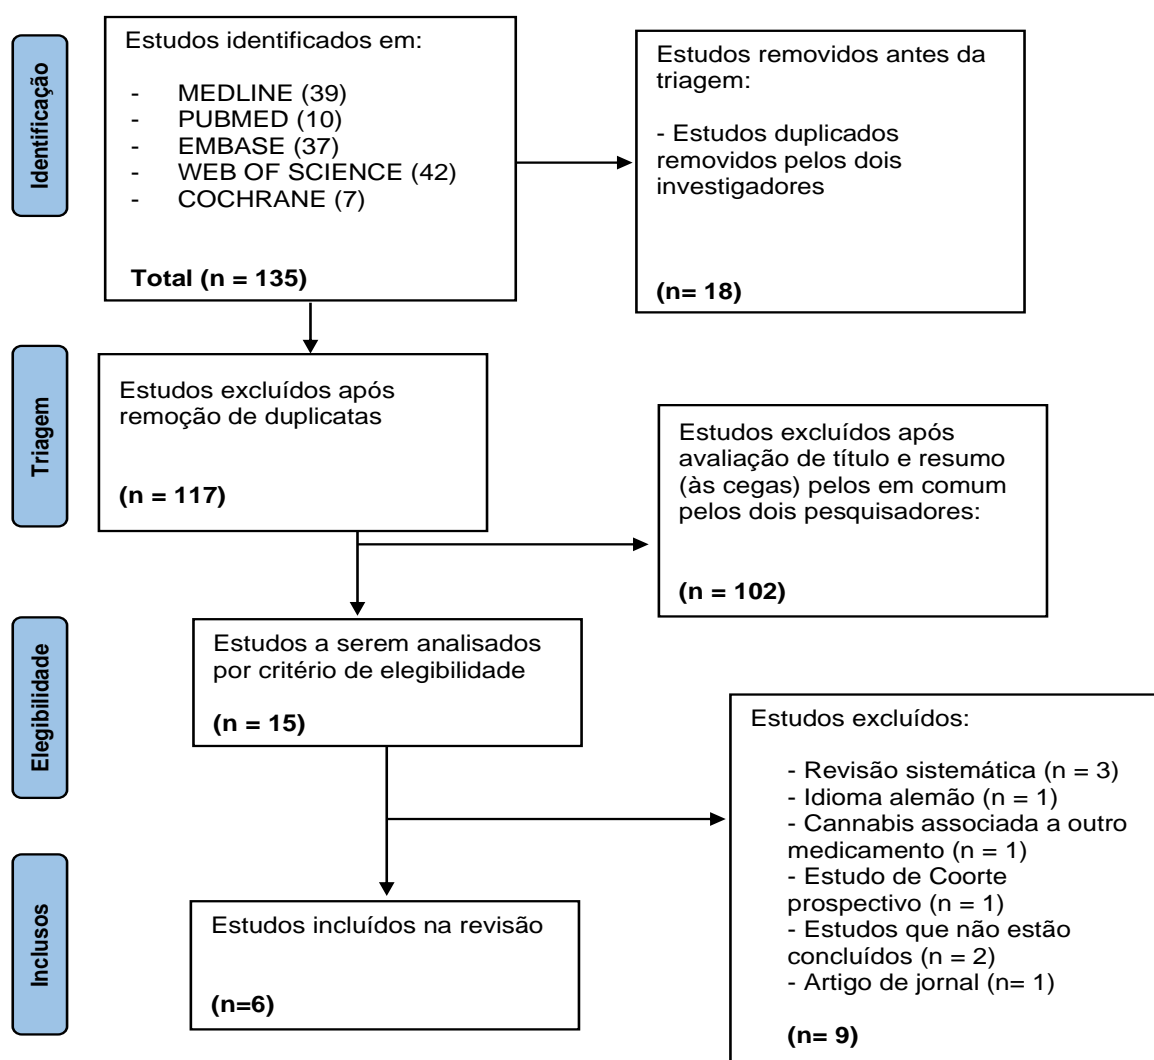 Identificação
Estudos identificados em:
- MEDLINE (39)
- PUBMED (10)
- EMBASE (37)
- WEB OF SCIENCE (42)
- COCHRANE (7)
Total (n = 135)
Estudos removidos antes da
triagem:
- Estudos duplicados
removidos pelos dois
investigadores
(n= 18)
Triagem
Estudos excluídos após
remoção de duplicatas
(n = 117)
Estudos excluídos após
avaliação de título e resumo
(às cegas) pelos em comum
pelos dois pesquisadores:
(n = 102)
Elegibilidade
Estudos a serem analisados
por critério de elegibilidade
(n = 15)
Estudos excluídos:
- Revisão sistemática (n = 3)
- Idioma alemão (n = 1)
- Cannabis associada a outro
medicamento (n = 1)
- Estudo de Coorte
prospectivo (n = 1)
- Estudos que não estão
concluídos (n = 2)
- Artigo de jornal (n= 1)
(n= 9)
Inclusos
Estudos incluídos na revisão
(n=6)